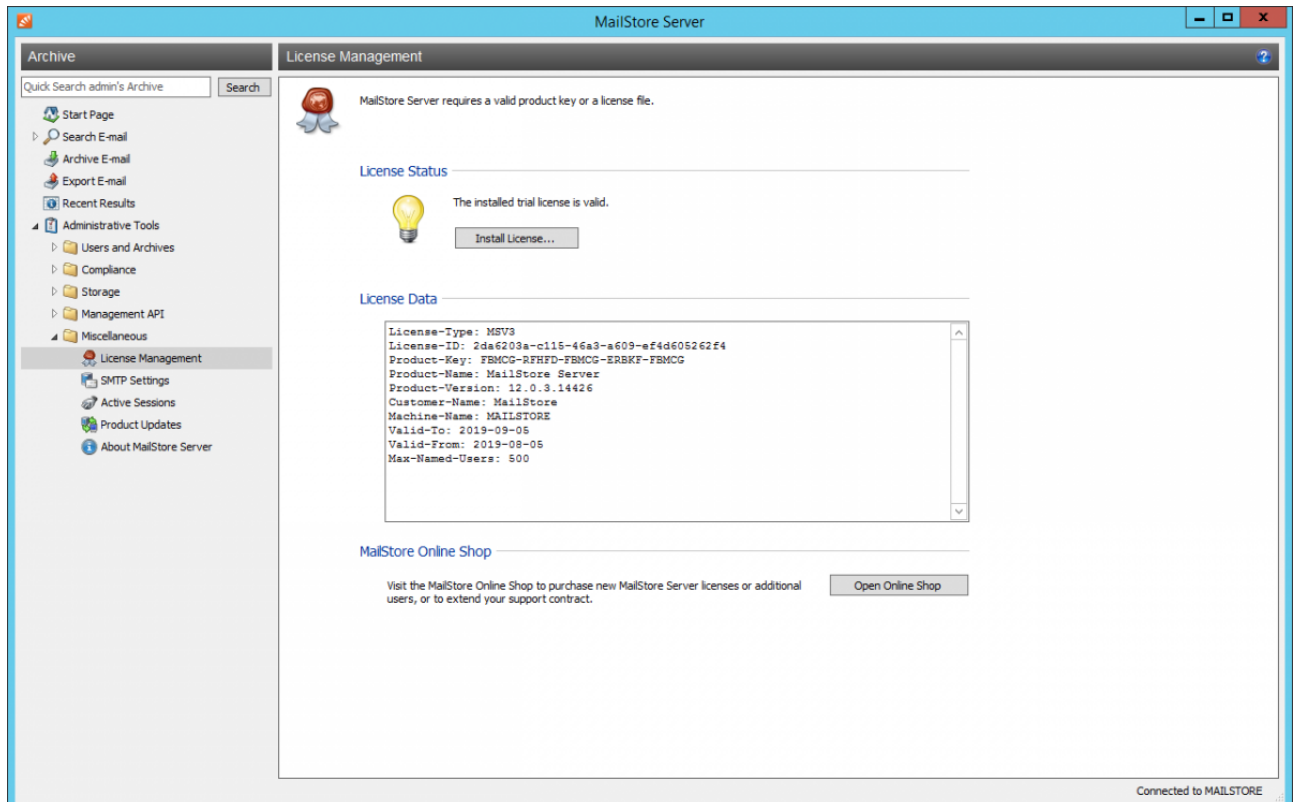 MailStore Server
Archive
License Management
Quick Search admin's Archive
Search
Start Page
Search E-mail
Archive E-mail
Export E-mail
Recent Results
Administrative Tools
Users and Archives
Compliance
Storage
Management API
Miscellaneous
License Management
SMTP Settings
Active Sessions
Product Updates
About MailStore Server
MailStore Server requires a valid product key or a license file.
License Status
The installed trial license is valid.
Install License...
License Data
License-Type: MSV3
License-ID: 2da6203a-c115-46a3-a609-ef4d605262f4
Product-Key: FBMCG-RFHFD-FBMCG-ERBKF-FBMCG
Product-Name: MailStore Server
Product-Version: 12.0.3.14426
Customer-Name: MailStore
Machine-Name: MAILSTORE
Valid-To: 2019-09-05
Valid-From: 2019-08-05
Max-Named-Users: 500
MailStore Online Shop
Visit the MailStore Online Shop to purchase new MailStore Server licenses or additional
users, or to extend your support contract.
Open Online Shop
Connected to MAILSTORE